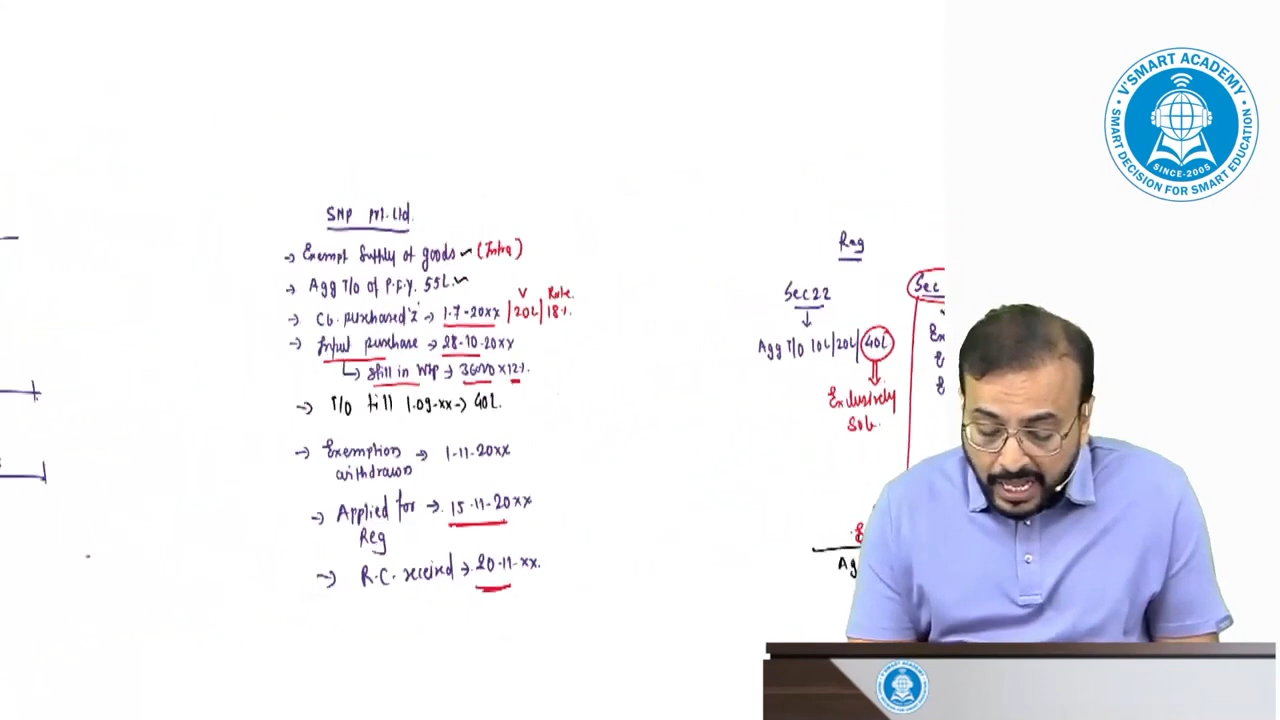 V'SMART ACADEMY
SMART DECISION FOR SMART EDUCATION
SINCE-2005
SNP Pvt. Ltd.
→ Exempt Supply of goods (Intra)
→ Agg T/O of P.F.Y. 55L
V Rate
→ CG purchased → 1.7.20xx | 20L | 18%
→ Input purchase → 28.10.20xx
↳ still in WIP → 36000 x 12%
→ T/O till 1.09.xx → 40L
→ Exemption → 1.11.20xx
withdrawn
→ Applied for → 15.11.20xx
Reg
→ R.C. received → 20.11.xx.
Reg
Sec 22
Sec
↓
Agg T/O 10L/20L/40L
Exclusively
Ag